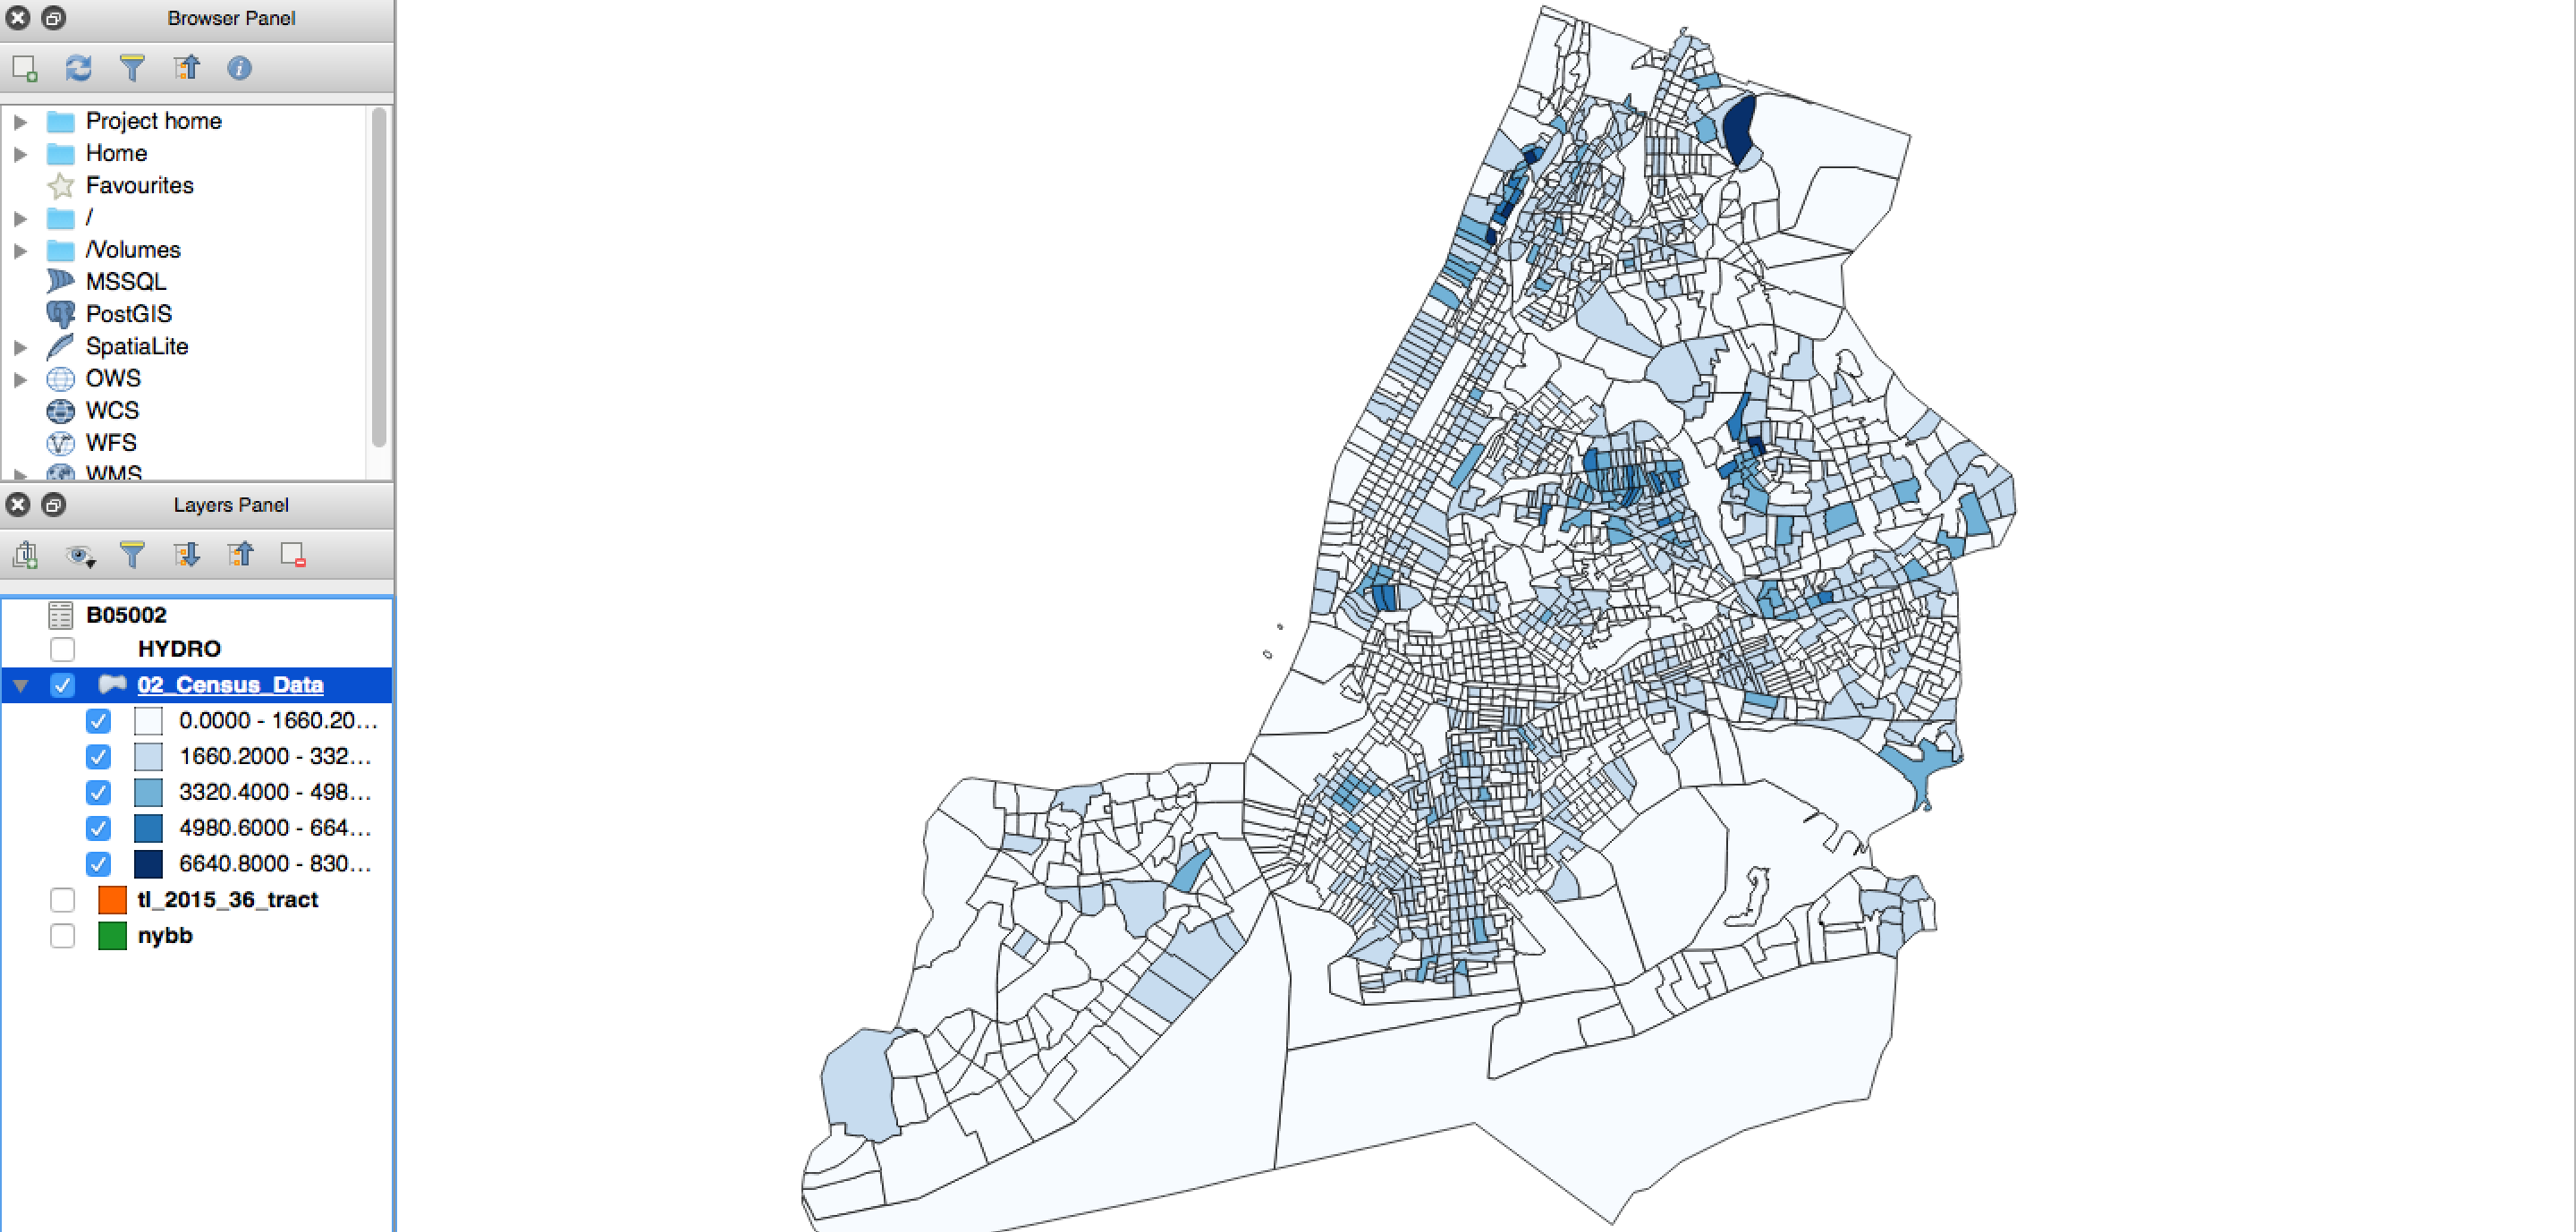 Browser Panel
Project home
Home
Favourites
/
/Volumes
MSSQL
PostGIS
SpatiaLite
OWS
WCS
WFS
WMS
Layers Panel
B05002
HYDRO
02_Census_Data
0.0000 - 1660.20...
1660.2000 - 332...
3320.4000 - 498...
4980.6000 - 664...
6640.8000 - 830...
tl_2015_36_tract
nybb